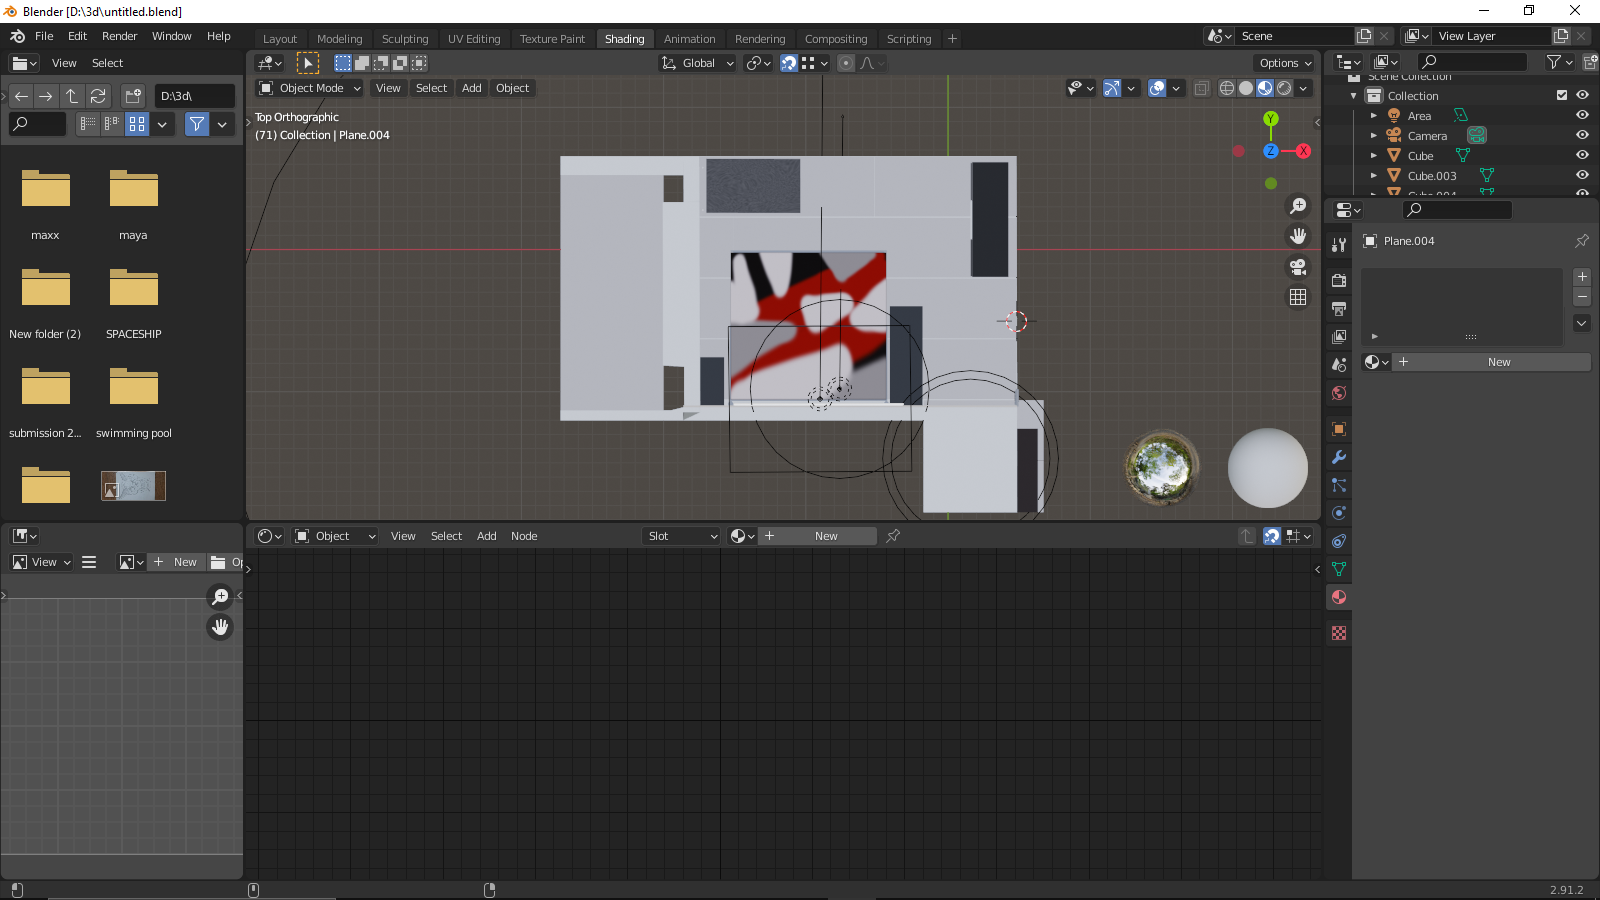 Blender [D:\3d\untitled.blend]
File Edit Render Window Help
Layout Modeling Sculpting UV Editing Texture Paint Shading Animation Rendering Compositing Scripting
Scene
View Layer
View Select
Global
Options
D:\3d\
Object Mode View Select Add Object
Top Orthographic
(71) Collection | Plane.004
Y
Z
X
Scene Collection
Collection
Area
Camera
Cube
Cube.003
Cube.004
Plane.004
New
maxx
maya
New folder (2)
SPACESHIP
submission 2...
swimming pool
Object View Select Add Node
Slot
New
View
New
Op
2.91.2